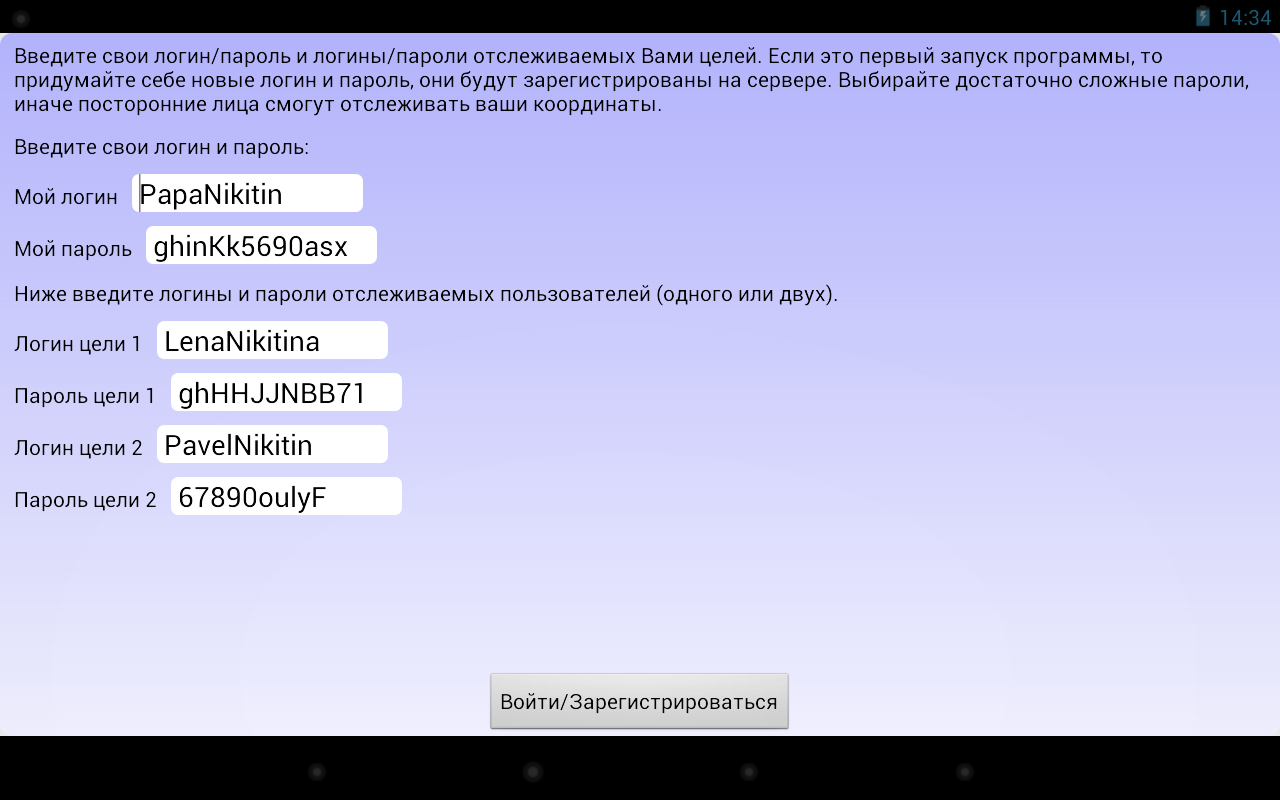 14:34
Введите свои логин/пароль и логины/пароли отслеживаемых Вами целей. Если это первый запуск программы, то
придумайте себе новые логин и пароль, они будут зарегистрированы на сервере. Выбирайте достаточно сложные пароли,
иначе посторонние лица смогут отслеживать ваши координаты.
Введите свои логин и пароль:
Мой логин PapaNikitin
Мой пароль ghinKk5690asx
Ниже введите логины и пароли отслеживаемых пользователей (одного или двух).
Логин цели 1 LenaNikitina
Пароль цели 1 ghHHJJNBB71
Логин цели 2 PavelNikitin
Пароль цели 2 67890oulyF
Войти/Зарегистрироваться